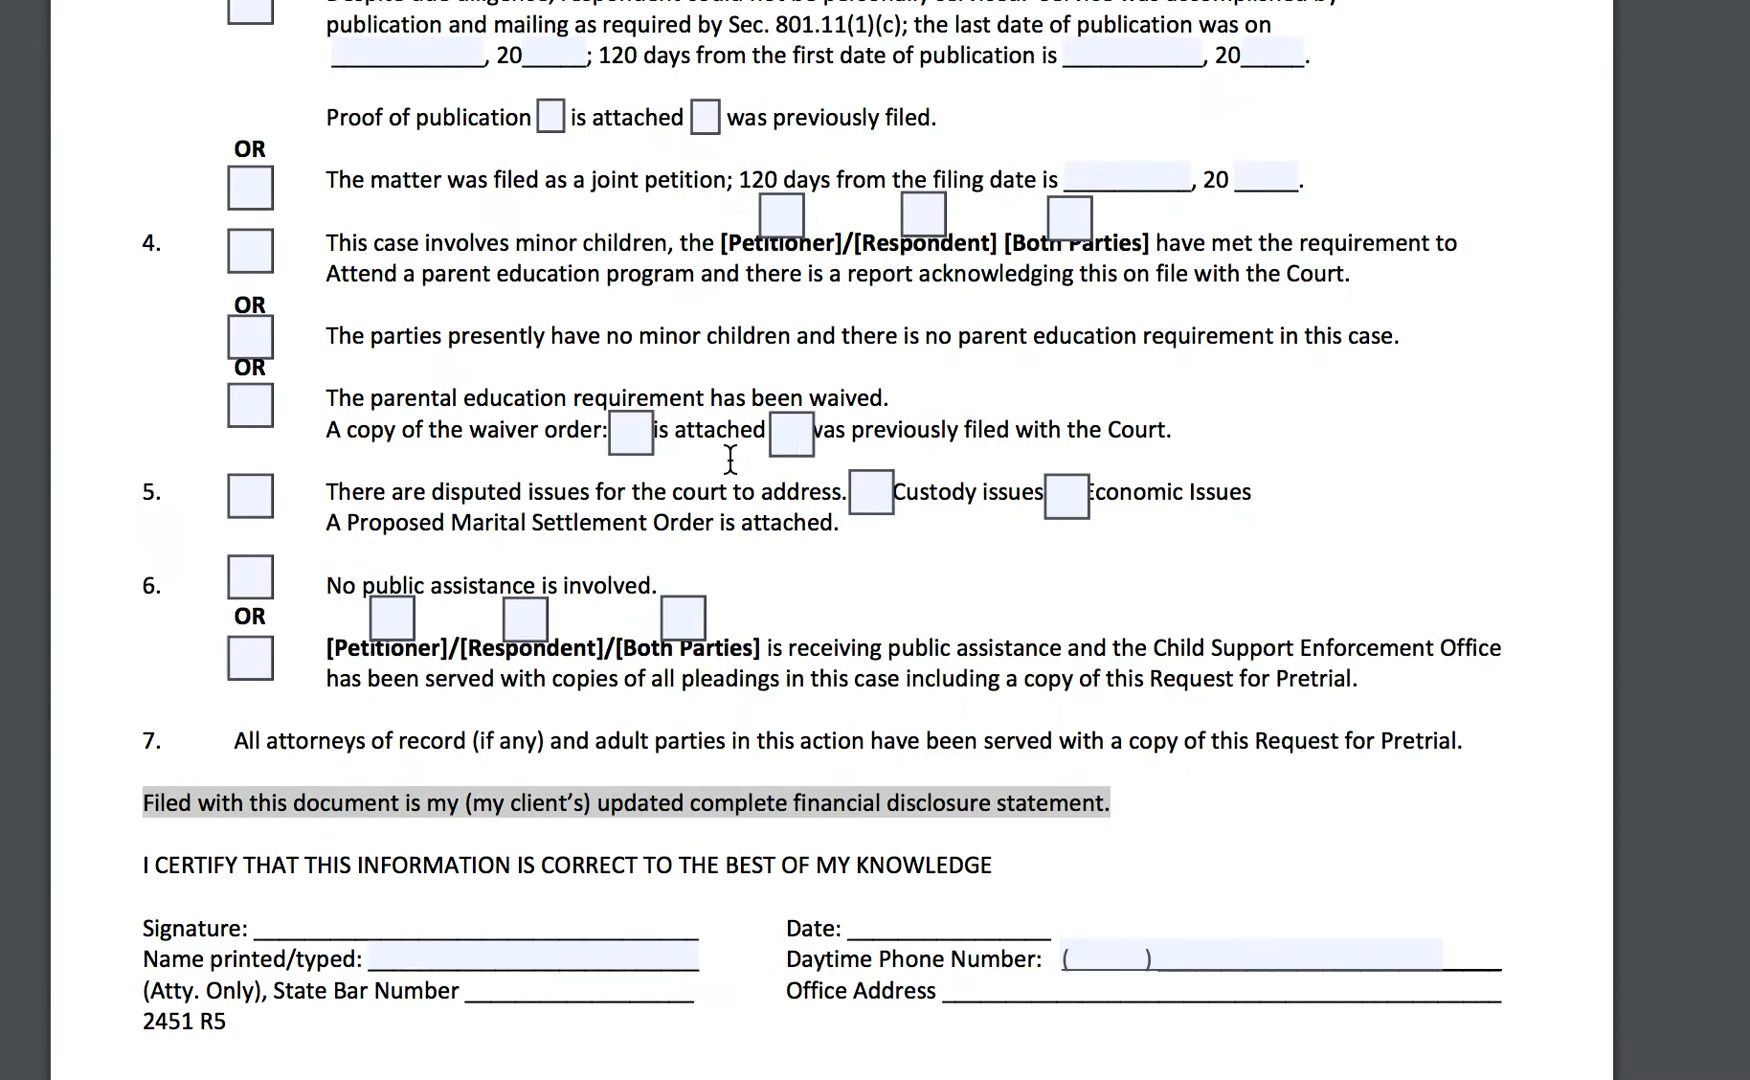 publication and mailing as required by Sec. 801.11(1)(c); the last date of publication was on
____________, 20_____; 120 days from the first date of publication is ___________, 20_____.
Proof of publication is attached was previously filed.
OR
The matter was filed as a joint petition; 120 days from the filing date is __________, 20 _____.
4. This case involves minor children, the [Petitioner]/[Respondent] [Both Parties] have met the requirement to
Attend a parent education program and there is a report acknowledging this on file with the Court.
OR
The parties presently have no minor children and there is no parent education requirement in this case.
OR
The parental education requirement has been waived.
A copy of the waiver order: is attached was previously filed with the Court.
5. There are disputed issues for the court to address. Custody issues Economic Issues
A Proposed Marital Settlement Order is attached.
6. No public assistance is involved.
OR
[Petitioner]/[Respondent]/[Both Parties] is receiving public assistance and the Child Support Enforcement Office
has been served with copies of all pleadings in this case including a copy of this Request for Pretrial.
7. All attorneys of record (if any) and adult parties in this action have been served with a copy of this Request for Pretrial.
Filed with this document is my (my client’s) updated complete financial disclosure statement.
I CERTIFY THAT THIS INFORMATION IS CORRECT TO THE BEST OF MY KNOWLEDGE
Signature: ___________________ Date: ____________
Name printed/typed: ___________________ Daytime Phone Number: ( )___________________
(Atty. Only), State Bar Number ___________________ Office Address ___________________
2451 R5